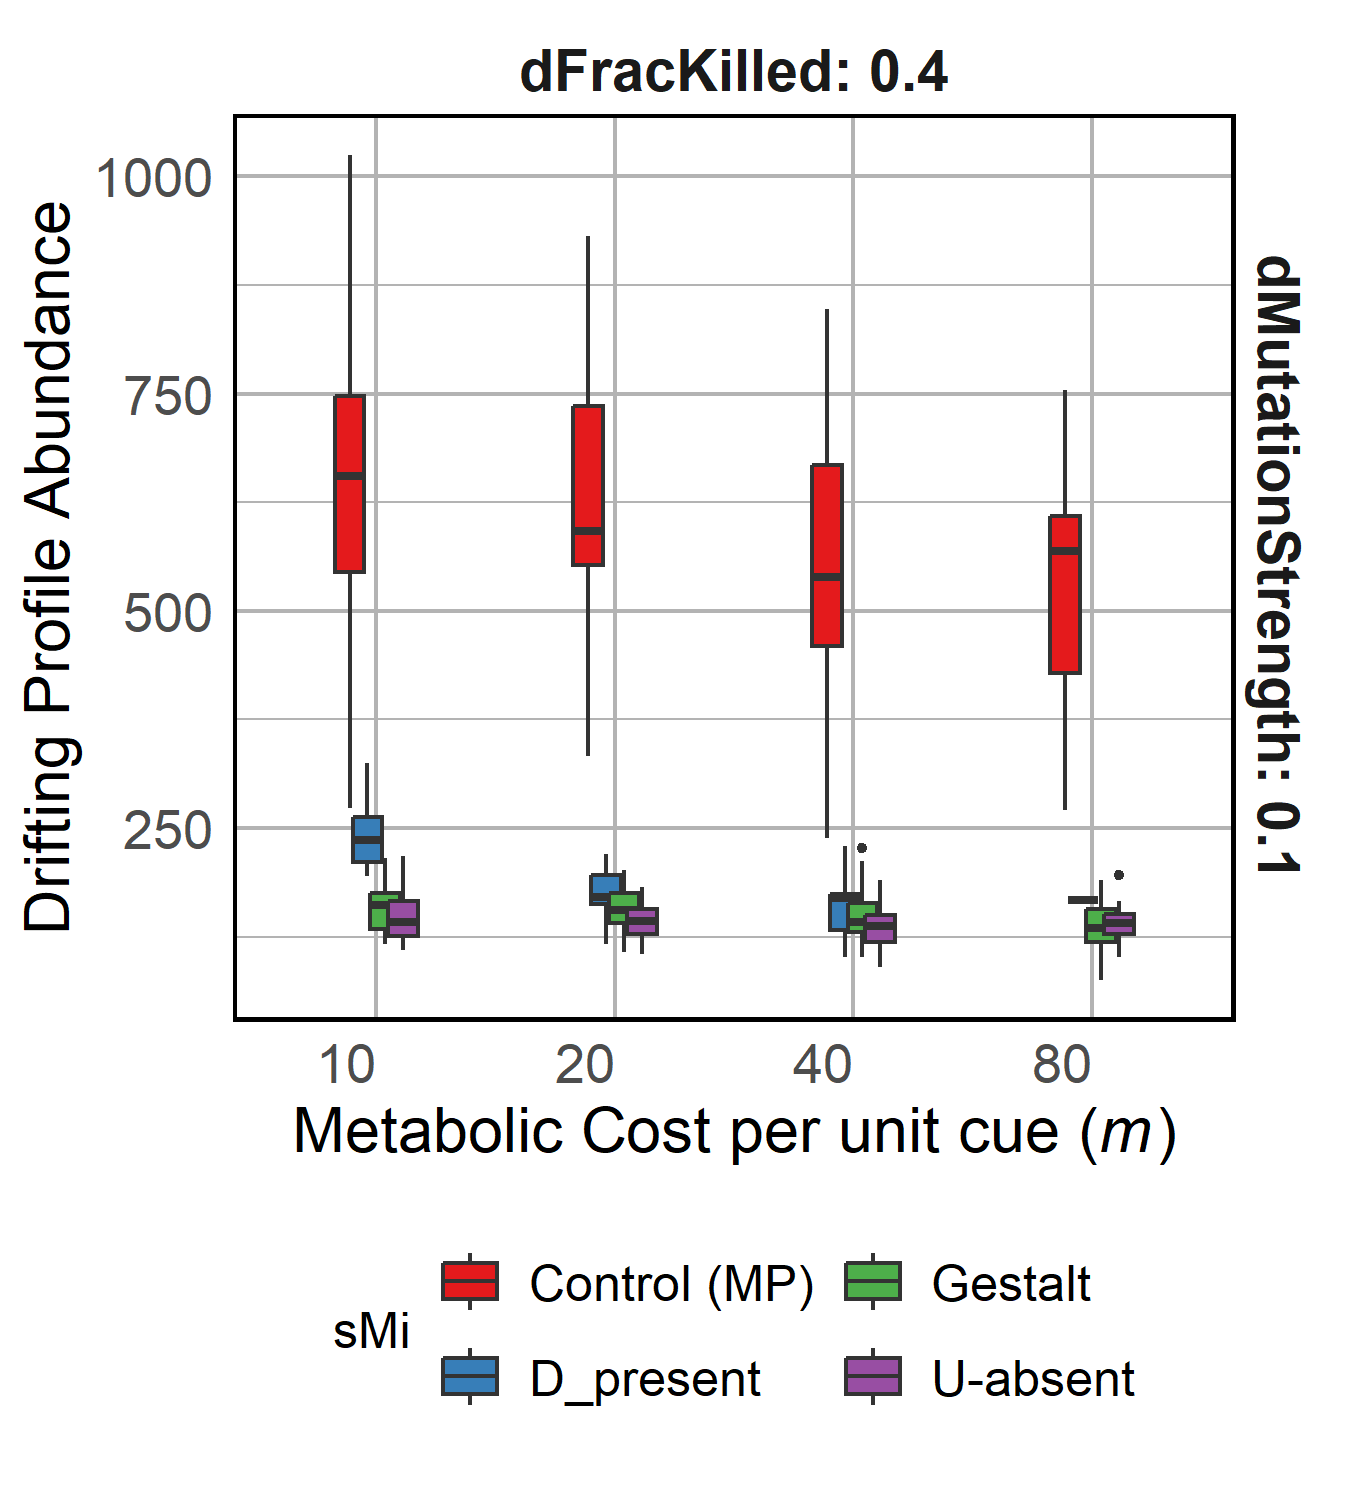 dFracKilled: 0.4
1000
750
500
250
Drifting Profile Abundance
dMutationStrength: 0.1
10 20 40 80
Metabolic Cost per unit cue (m)
sMi
Control (MP) Gestalt
D_present U-absent